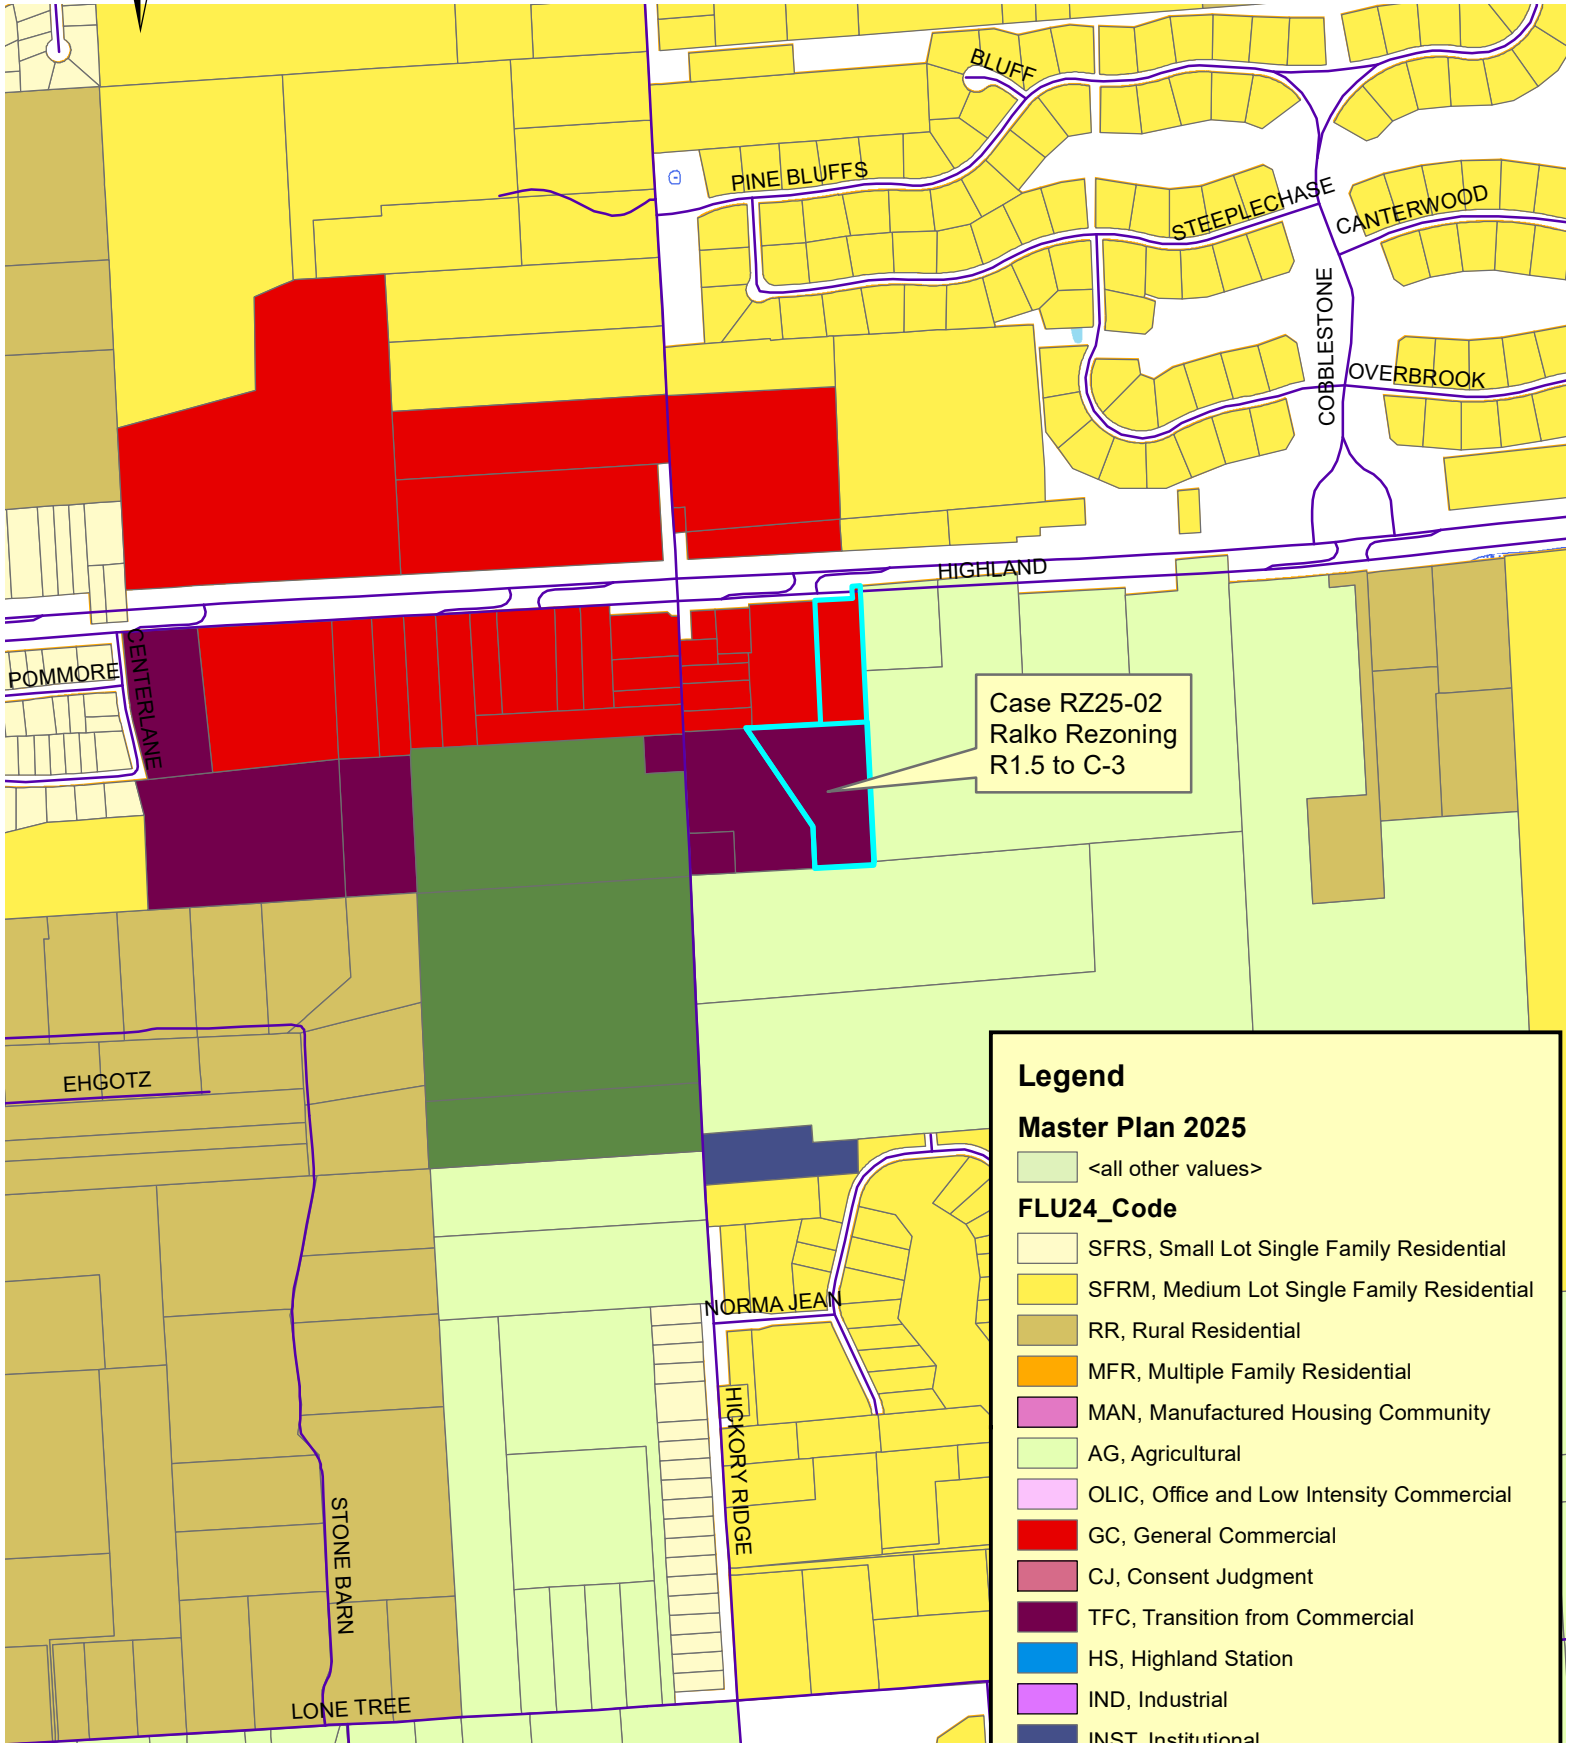 BLUFF
PINE BLUFFS
STEEPLECHASE
CANTERWOOD
COBBLESTONE
OVERBROOK
HIGHLAND
CENTERLANE
POMMORE
Case RZ25-02
Ralko Rezoning
R1.5 to C-3
EHGOTZ
NORMA JEAN
HICKORY RIDGE
STONE BARN
LONE TREE
Legend
Master Plan 2025
<all other values>
FLU24_Code
SFRS, Small Lot Single Family Residential
SFRM, Medium Lot Single Family Residential
RR, Rural Residential
MFR, Multiple Family Residential
MAN, Manufactured Housing Community
AG, Agricultural
OLIC, Office and Low Intensity Commercial
GC, General Commercial
CJ, Consent Judgment
TFC, Transition from Commercial
HS, Highland Station
IND, Industrial
INST, Institutional